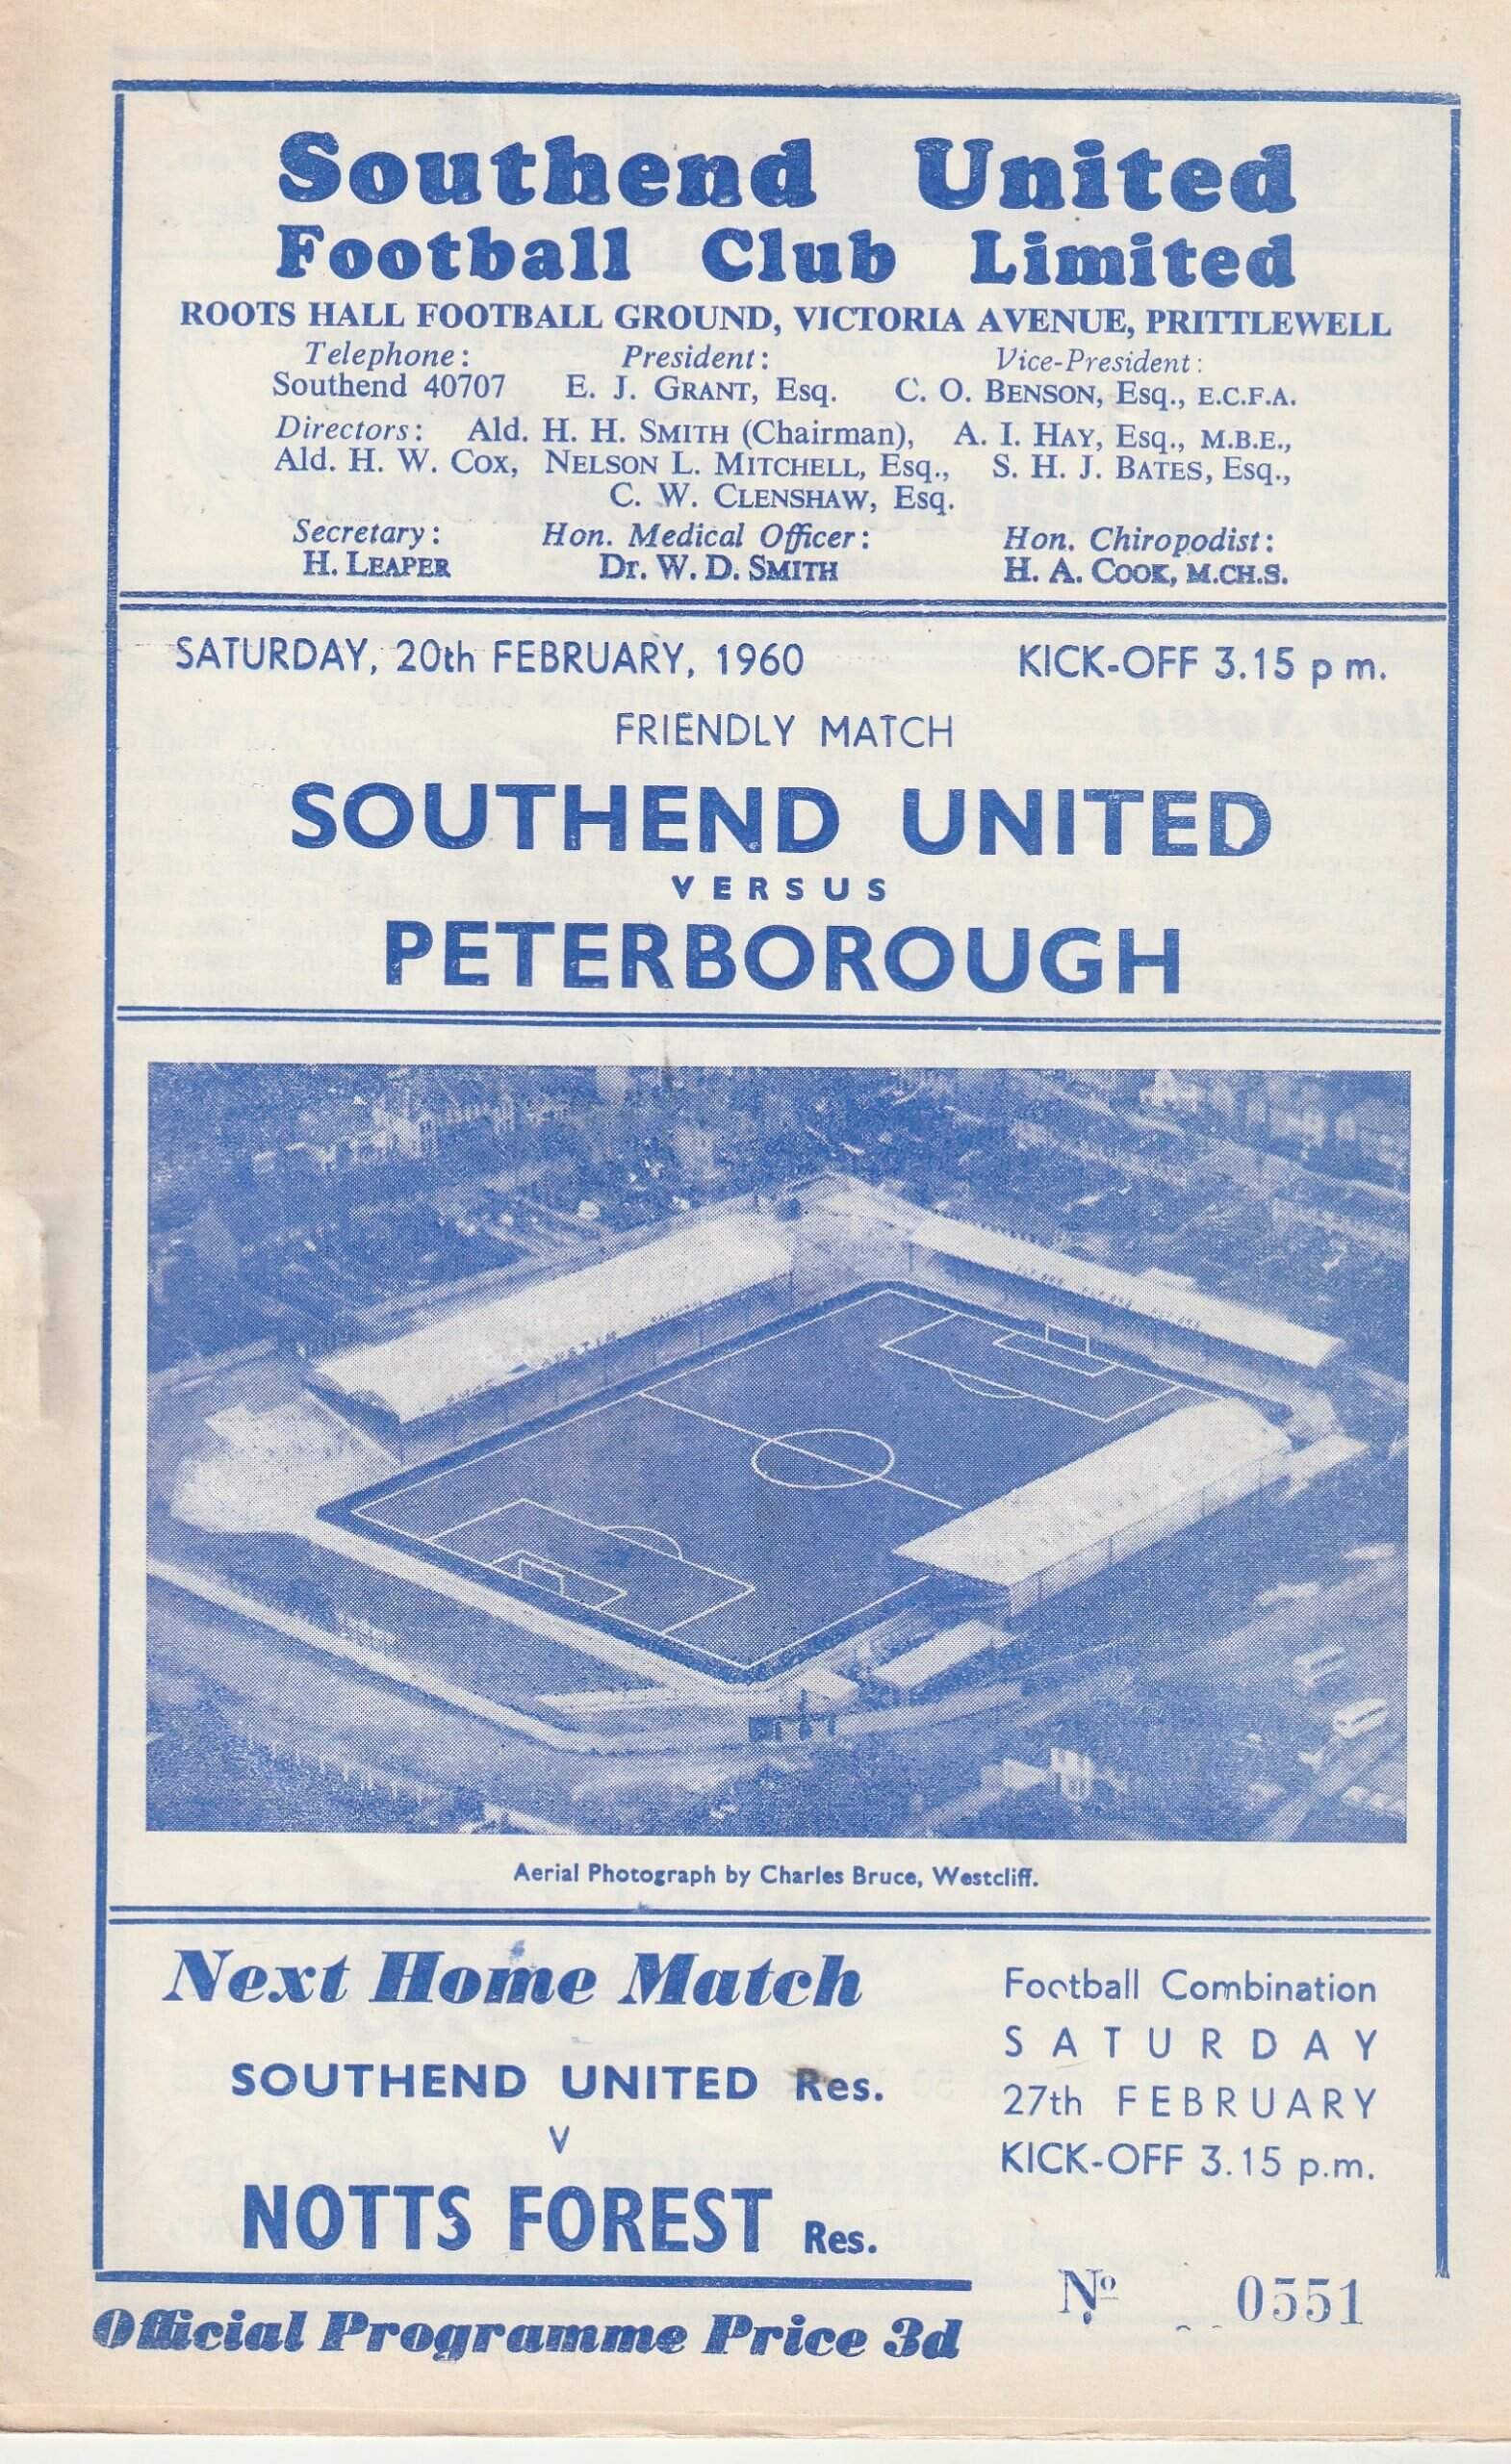 Southend United
Football Club Limited
ROOTS HALL FOOTBALL GROUND, VICTORIA AVENUE, PRITTLEWELL
Telephone: President: Vice-President:
Southend 40707 E. J. GRANT, Esq. C. O. BENSON, Esq., E.C.F.A.
Directors: Ald. H. H. SMITH (Chairman), A. I. HAY, Esq., M.B.E.,
Ald. H. W. COX, NELSON L. MITCHELL, Esq., S. H. J. BATES, Esq.,
C. W. CLENSHAW, Esq.
Secretary: Hon. Medical Officer: Hon. Chiropodist:
H. LEAPER Dr. W. D. SMITH H. A. COOK, M.CH.S.
SATURDAY, 20th FEBRUARY, 1960 KICK-OFF 3.15 p m.
FRIENDLY MATCH
SOUTHEND UNITED
VERSUS
PETERBOROUGH
Aerial Photograph by Charles Bruce, Westcliff.
Next Home Match
SOUTHEND UNITED Res.
V
NOTTS FOREST Res.
Football Combination
SATURDAY
27th FEBRUARY
KICK-OFF 3.15 p.m.
Nº 0551
Official Programme Price 3d